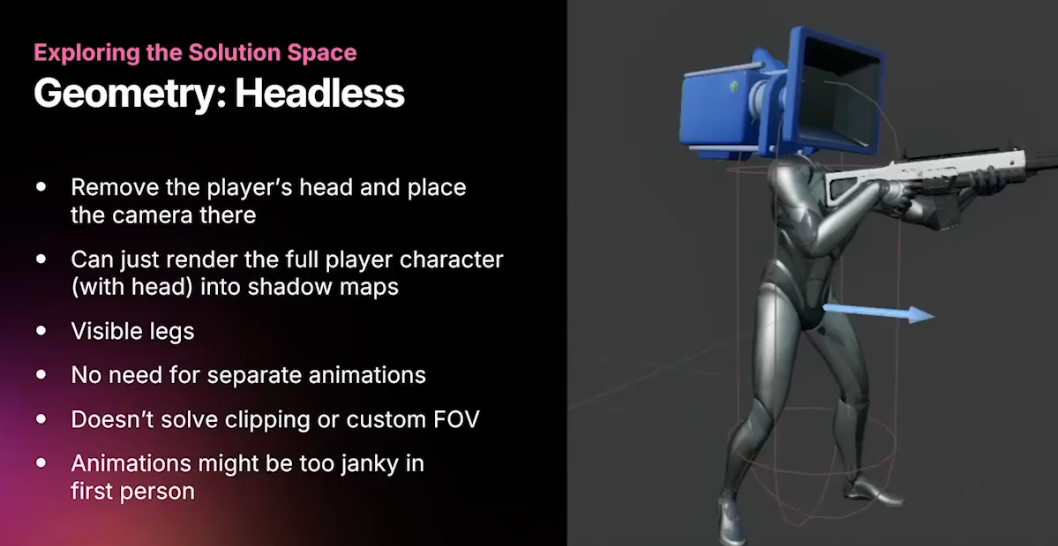 Exploring the Solution Space
Geometry: Headless
• Remove the player's head and place
the camera there
• Can just render the full player character
(with head) into shadow maps
• Visible legs
• No need for separate animations
• Doesn't solve clipping or custom FOV
• Animations might be too janky in
first person